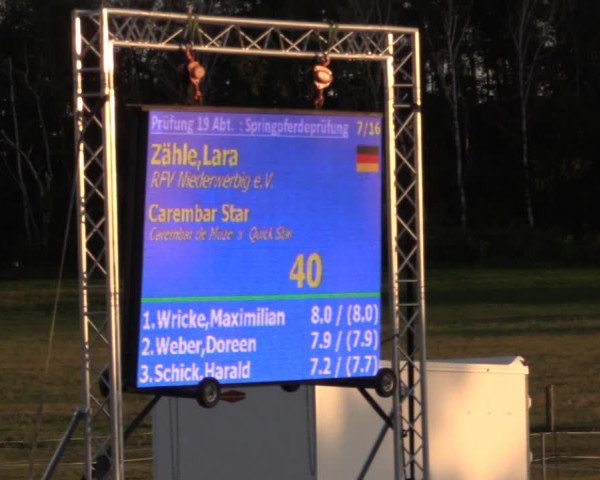 Prüfung 19 Abt. : Springpferdeprüfung 7/16
Zähle,Lara
RFV Niederwerbig e.V.
Carembar Star
Carembar de Muze x Quick Star
40
1. Wricke,Maximilian 8.0 / (8.0)
2. Weber,Doreen 7.9 / (7.9)
3. Schick,Harald 7.2 / (7.7)